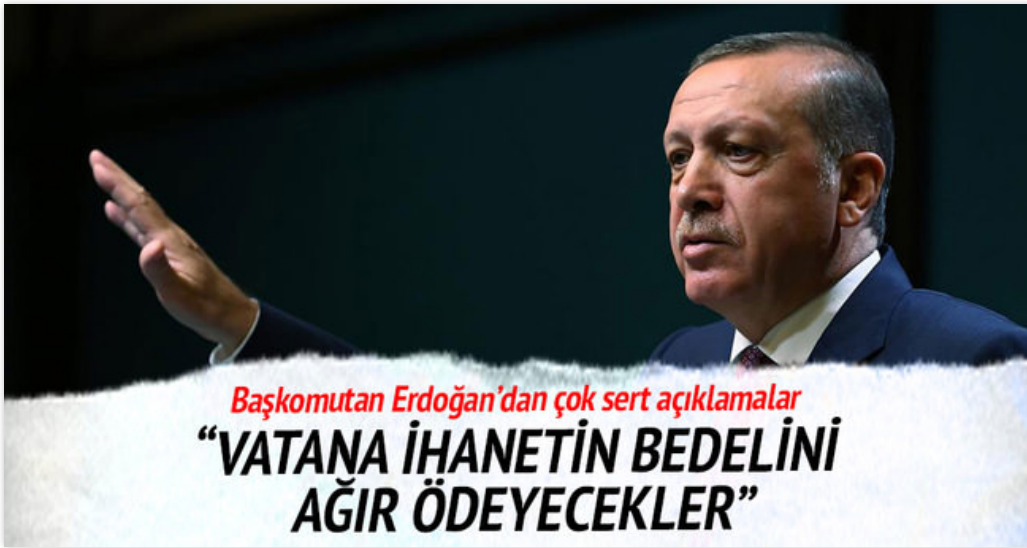 Başkomutan Erdoğan'dan çok sert açıklamalar
“VATANA İHANETİN BEDELİNİ
AĞIR ÖDEYECEKLER”